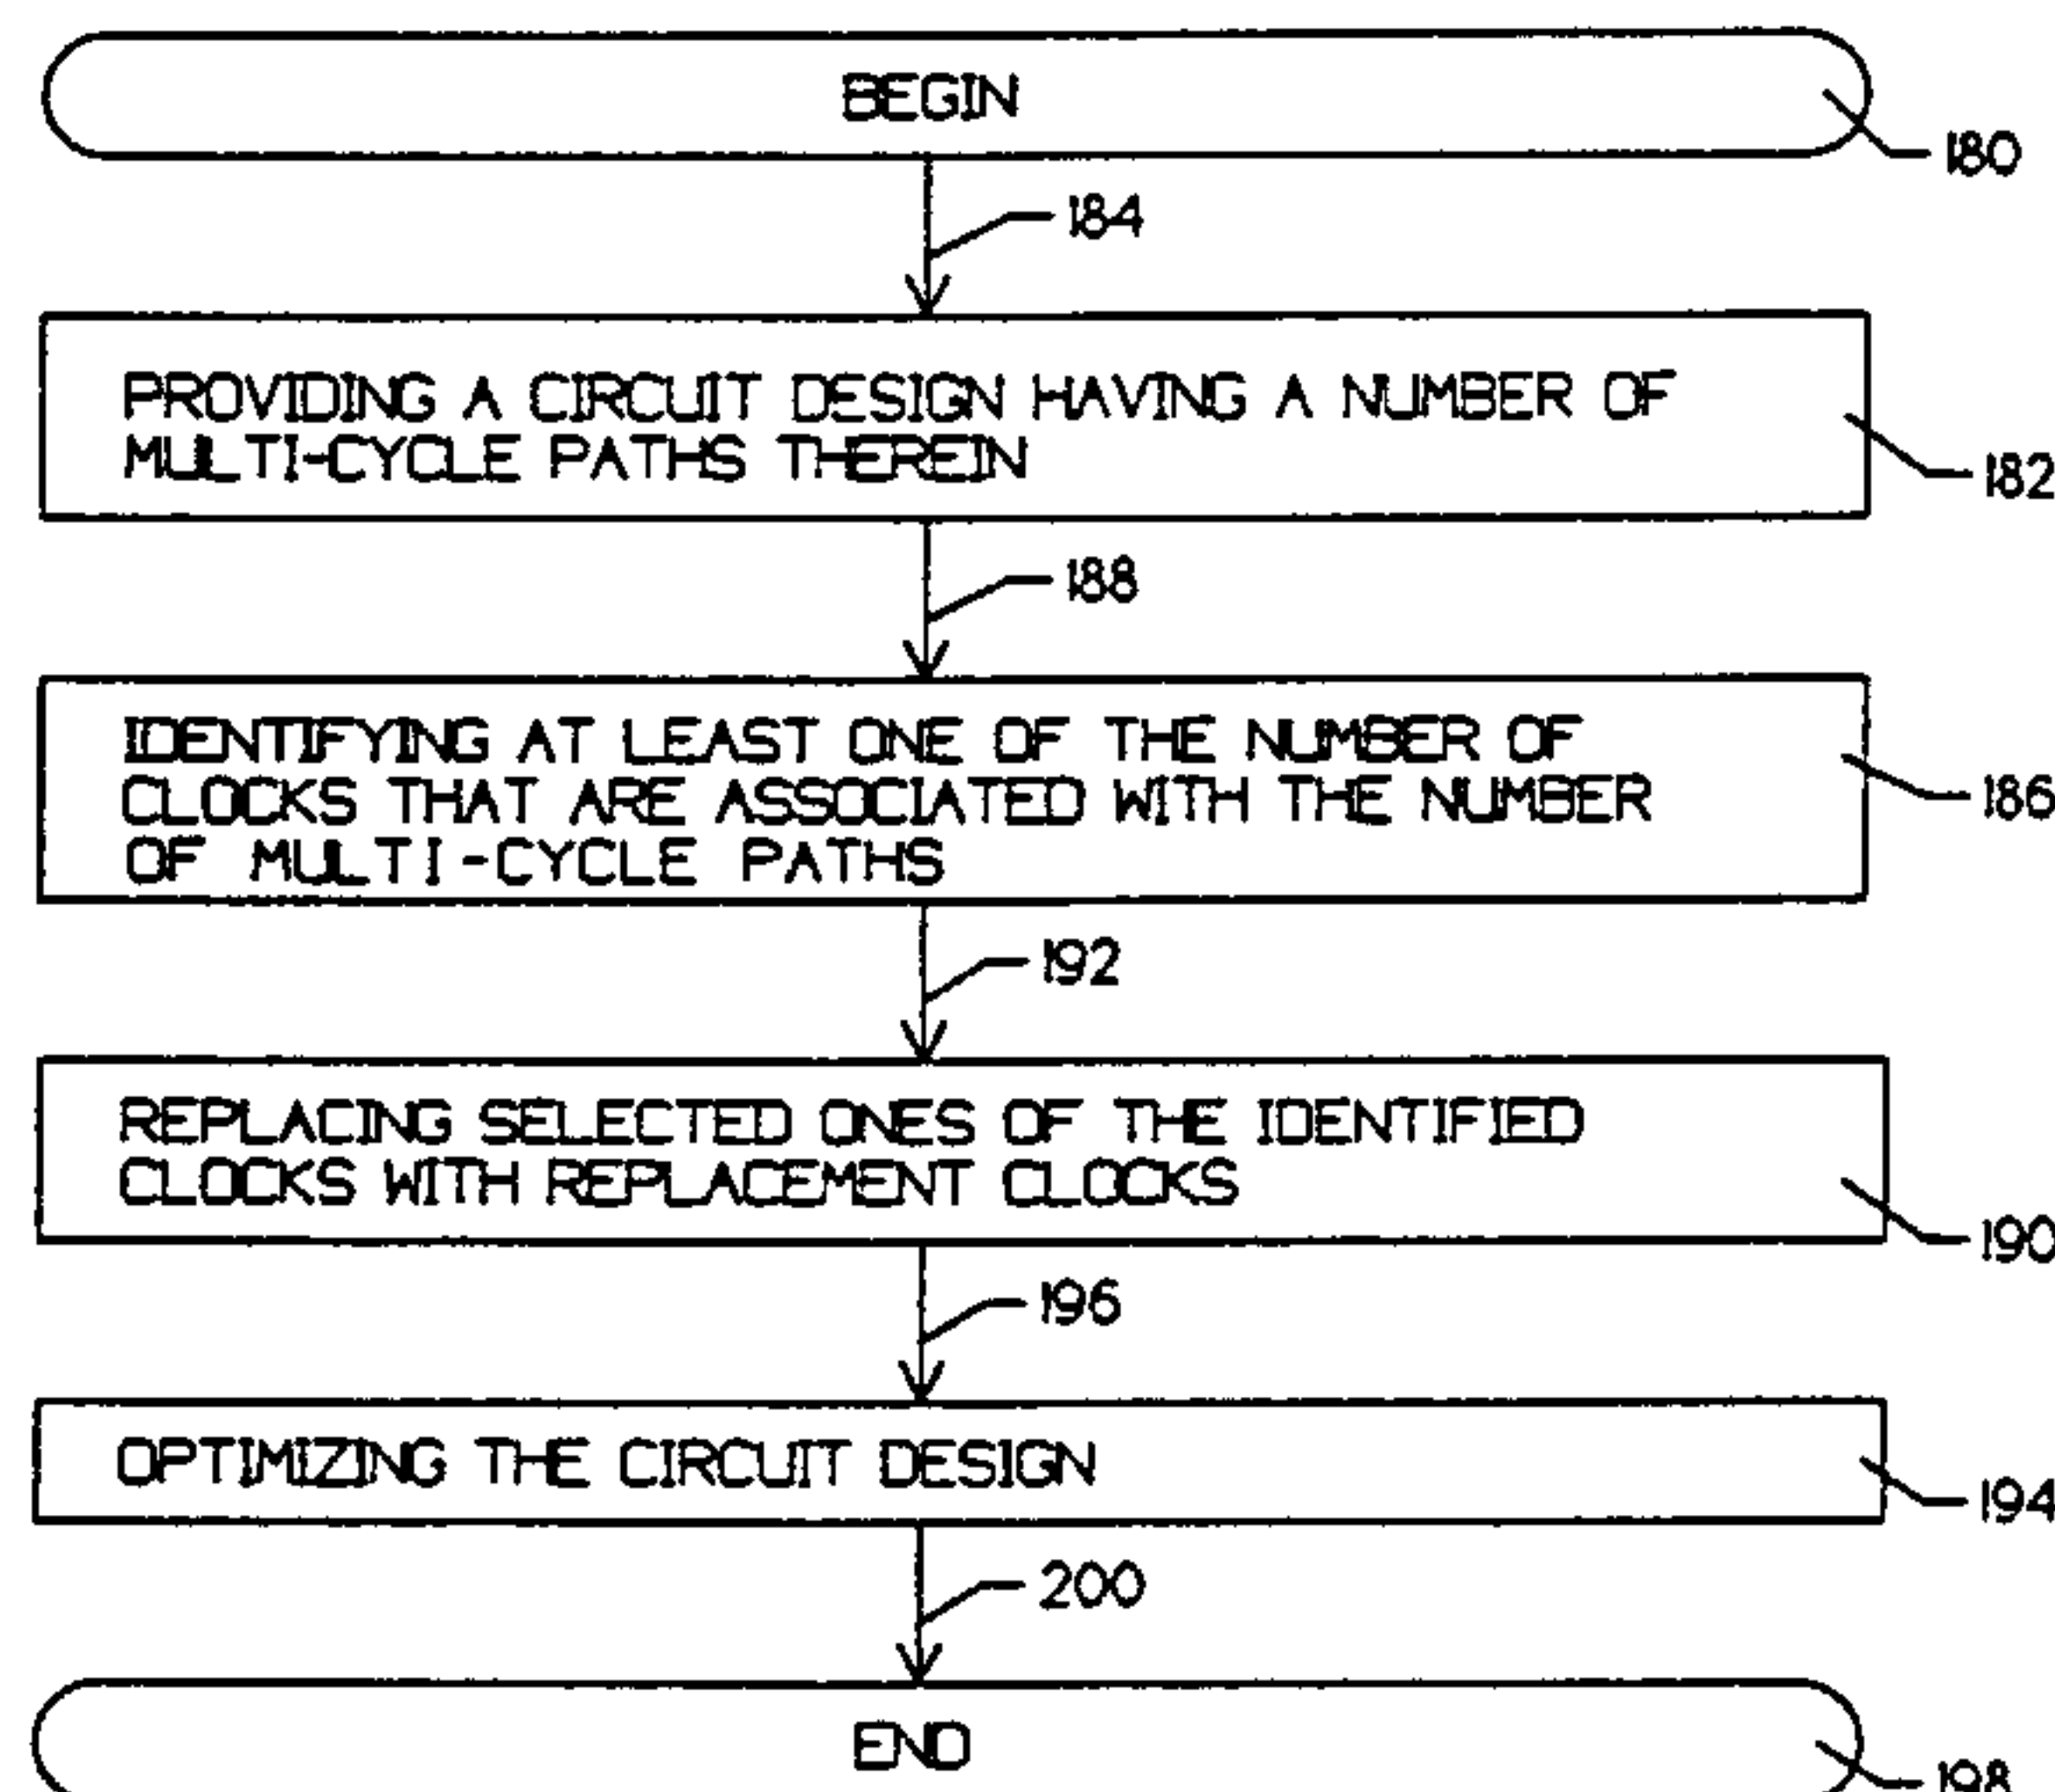 BEGIN
180
184
PROVIDING A CIRCUIT DESIGN HAVING A NUMBER OF
MULTI-CYCLE PATHS THEREIN
182
188
IDENTIFYING AT LEAST ONE OF THE NUMBER OF
CLOCKS THAT ARE ASSOCIATED WITH THE NUMBER
OF MULTI-CYCLE PATHS
186
192
REPLACING SELECTED ONES OF THE IDENTIFIED
CLOCKS WITH REPLACEMENT CLOCKS
190
196
OPTIMIZING THE CIRCUIT DESIGN
194
200
END
198